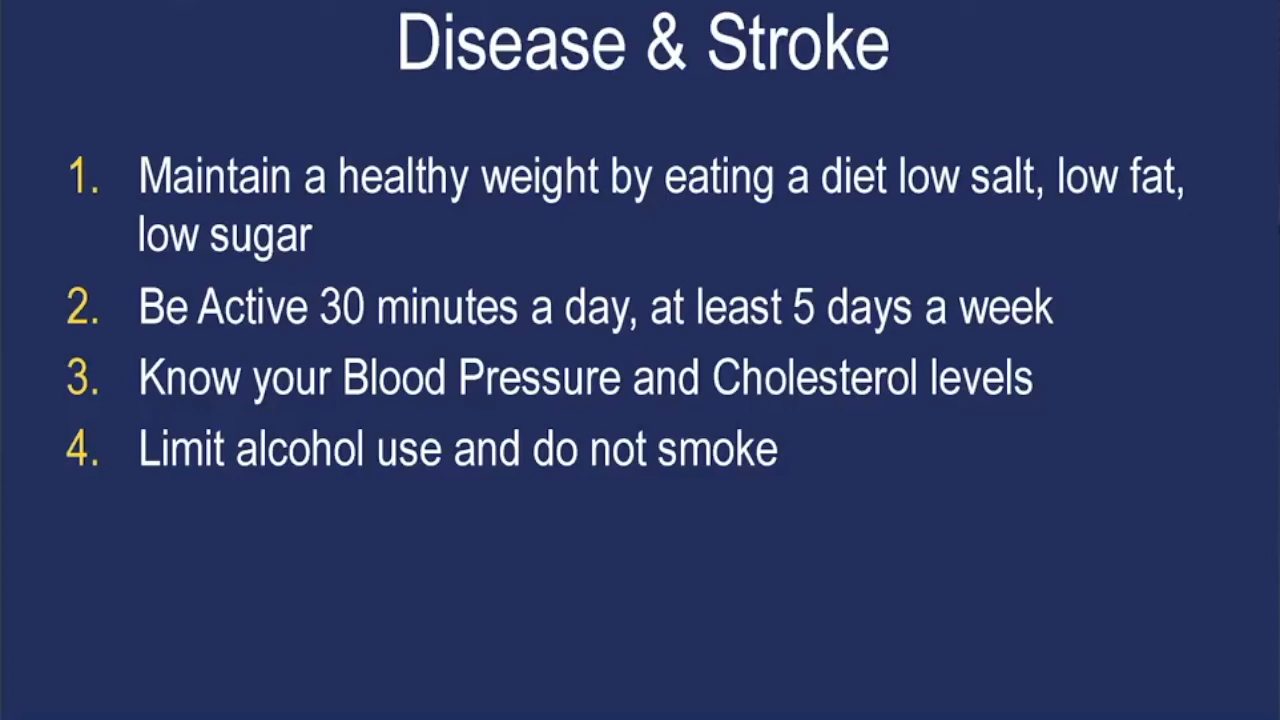 Disease & Stroke
1. Maintain a healthy weight by eating a diet low salt, low fat,
low sugar
2. Be Active 30 minutes a day, at least 5 days a week
3. Know your Blood Pressure and Cholesterol levels
4. Limit alcohol use and do not smoke